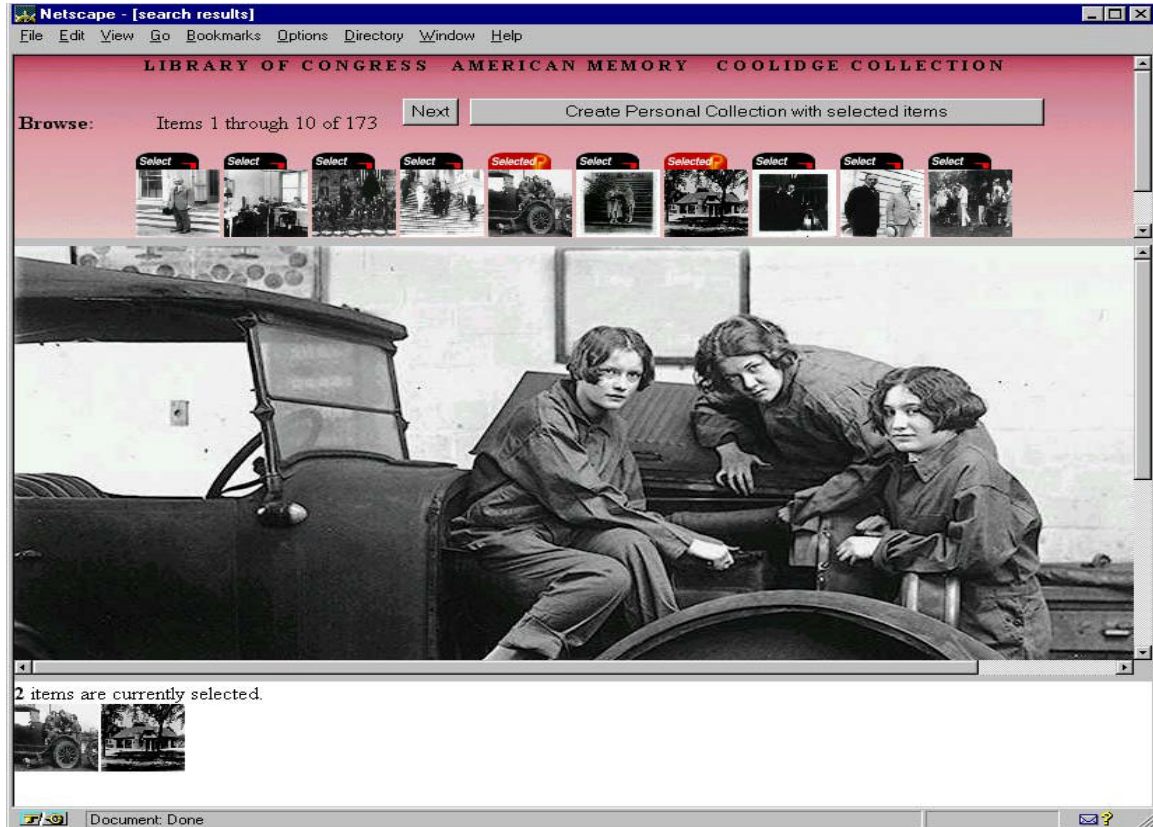 Netscape - [search results]
File Edit View Go Bookmarks Options Directory Window Help
LIBRARY OF CONGRESS AMERICAN MEMORY COOLIDGE COLLECTION
Browse: Items 1 through 10 of 173 Next Create Personal Collection with selected items
Select Select Select Select Selected? Select Selected? Select Select Select
2 items are currently selected.
Document: Done